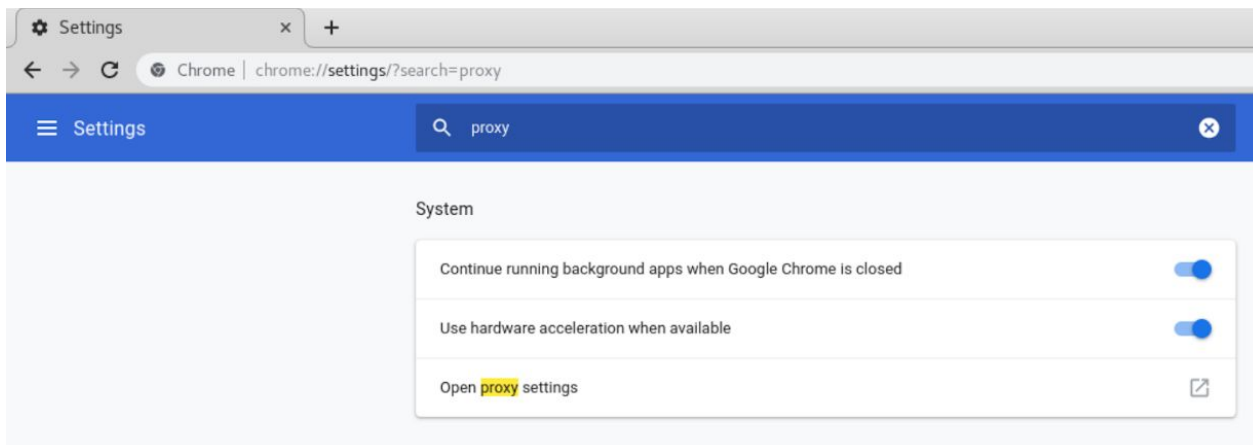 Settings
Chrome | chrome://settings/?search=proxy
Settings
proxy
System
Continue running background apps when Google Chrome is closed
Use hardware acceleration when available
Open proxy settings